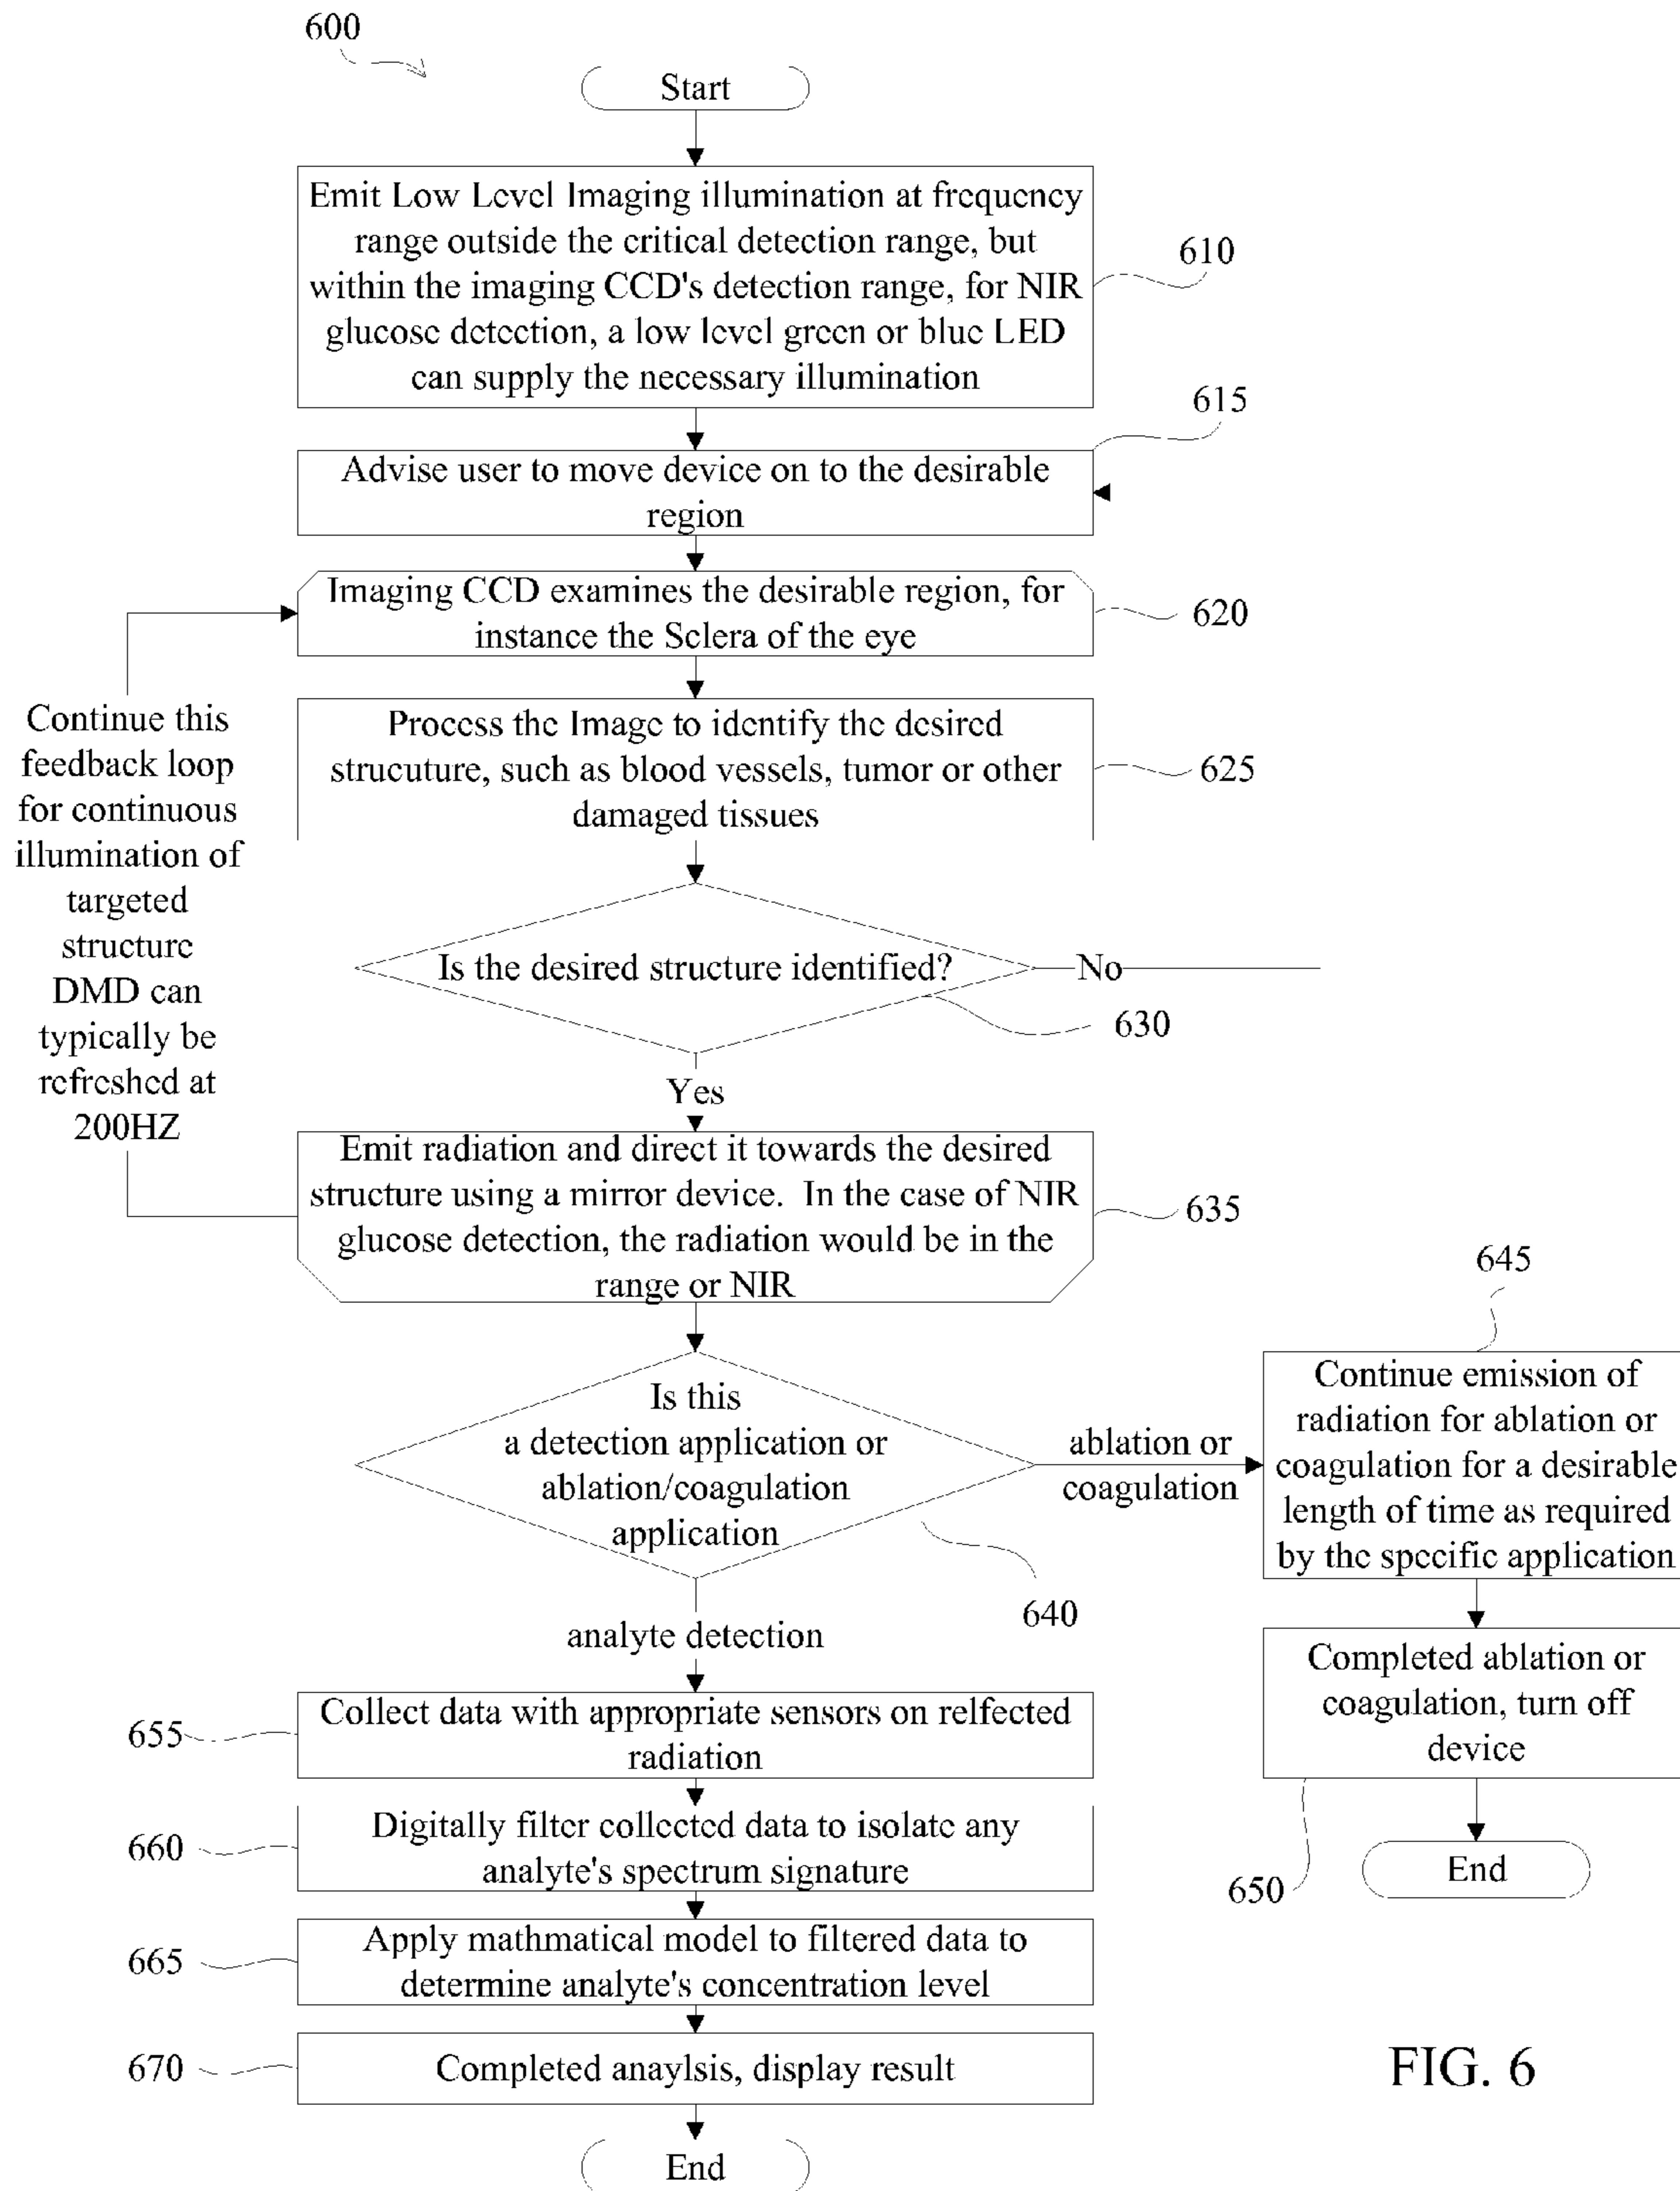 600
Start
Emit Low Level Imaging illumination at frequency
range outside the critical detection range, but
within the imaging CCD's detection range, for NIR
glucose detection, a low level green or blue LED
can supply the necessary illumination
610
615
Advise user to move device on to the desirable
region
Imaging CCD examines the desirable region, for
instance the Sclera of the eye
620
Process the Image to identify the desired
strucuture, such as blood vessels, tumor or other
damaged tissues
625
Continue this
feedback loop
for continuous
illumination of
targeted
structure
DMD can
typically be
refreshed at
200HZ
Is the desired structure identified?
No
630
Yes
Emit radiation and direct it towards the desired
structure using a mirror device. In the case of NIR
glucose detection, the radiation would be in the
range or NIR
635
Is this
a detection application or
ablation/coagulation
application
640
ablation or
coagulation
645
Continue emission of
radiation for ablation or
coagulation for a desirable
length of time as required
by the specific application
Completed ablation or
coagulation, turn off
device
650
End
analyte detection
655
Collect data with appropriate sensors on relfected
radiation
660
Digitally filter collected data to isolate any
analyte's spectrum signature
665
Apply mathmatical model to filtered data to
determine analyte's concentration level
670
Completed anaylsis, display result
End
FIG. 6